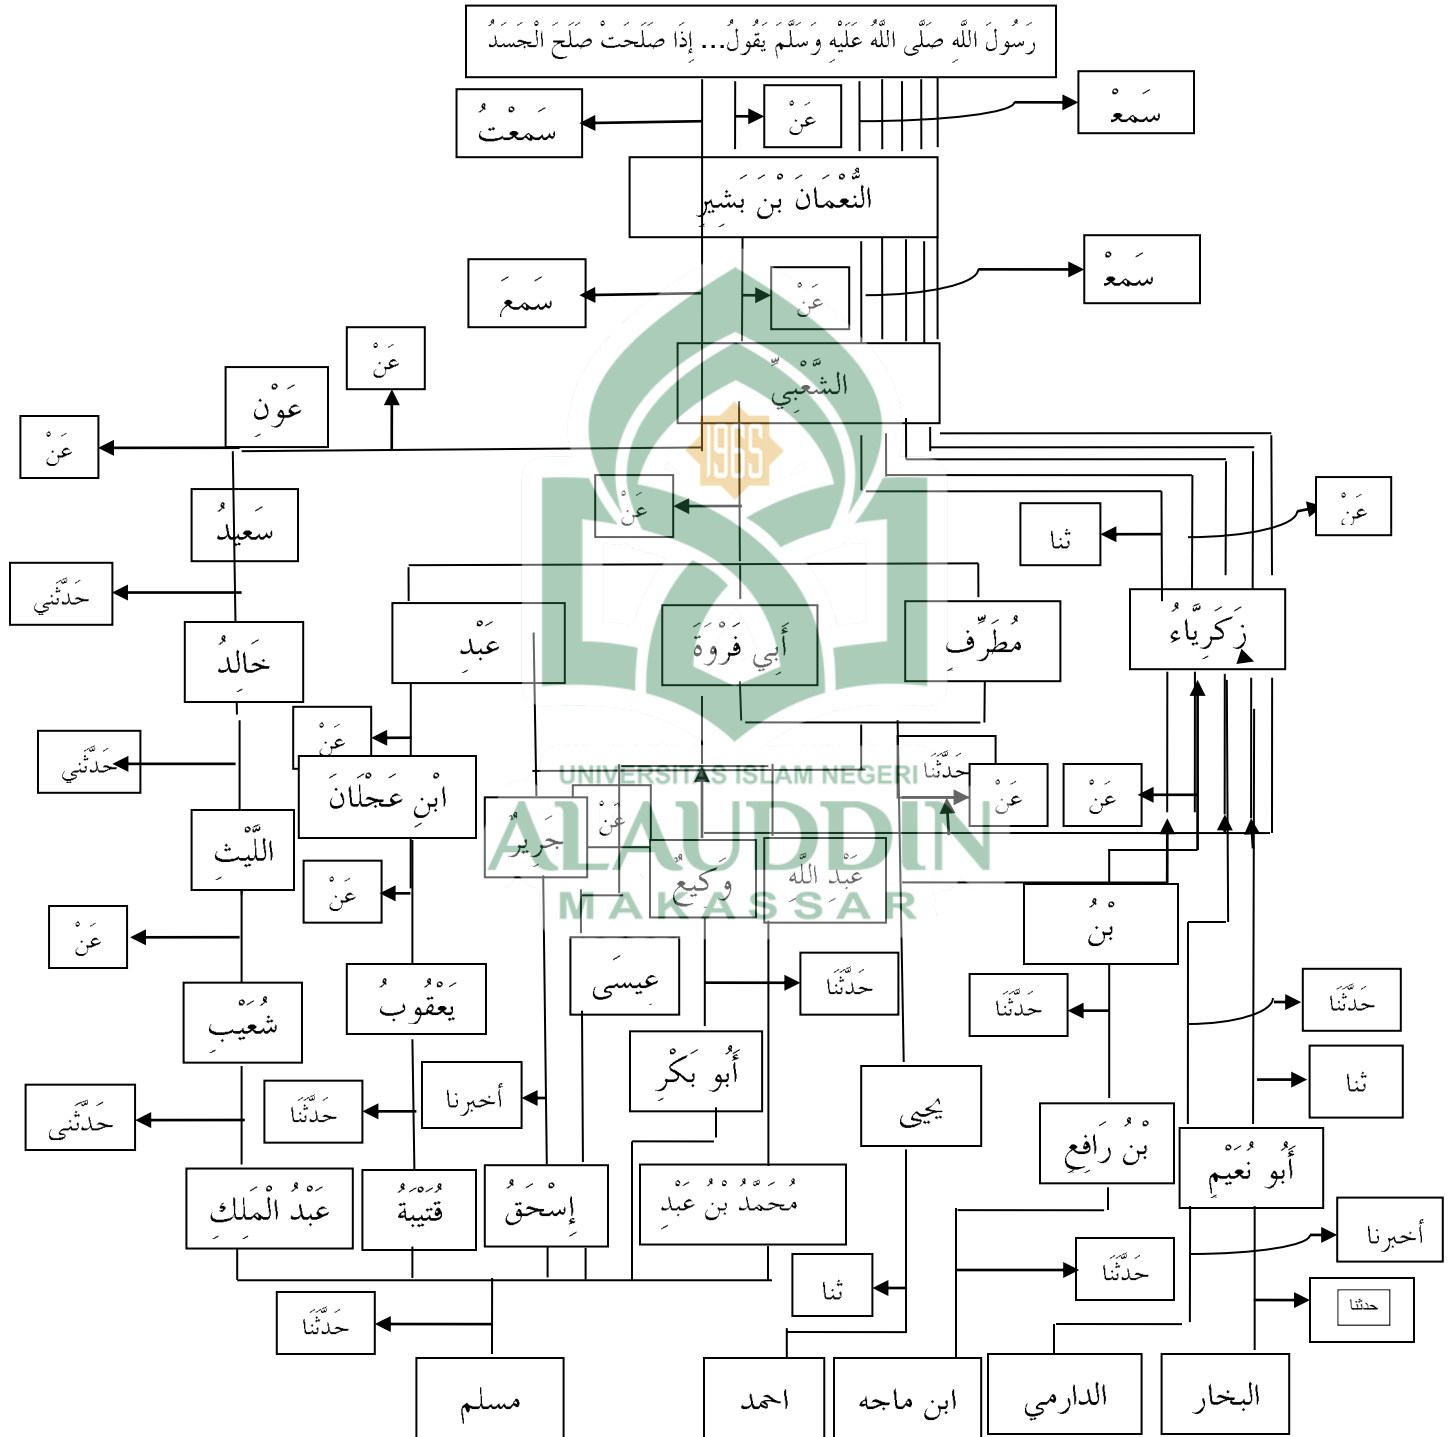 رَسُولَ اللَّهِ صَلَّى اللَّهُ عَلَيْهِ وَسَلَّمَ يَقُولُ... إِذَا صَلَحَتْ صَلَحَ الْجَسَدُ
سَمِعْ
عَنْ
سَمِعْتُ
النُّعْمَانَ بْنَ بَشِيرٍ
سَمِعْ
عَنْ
سَمِعَ
عَنْ
الشَّعْبِيِّ
عَوْنِ
عَنْ
1965
عَنْ
عَنْ
ثنا
سَعِيدُ
حَدَّثَنِي
زَكَرِيَّاءُ
مُطَرِّفٍ
أَبِي فَرْوَةَ
عَبْدِ
خَالِدُ
عَنْ
حَدَّثَنِي
حَدَّثَنَا
عَنْ
عَنْ
UNIVERSITAS ISLAM NEGERI
ALAUDDIN
MAKASSAR
ابْنِ عَجْلَانَ
عَنْ
جَرِيرٌ
اللَّيْثِ
وَكِيعٌ
عَبْدِ اللَّهِ
عَنْ
بْنُ
عَنْ
عِيسَى
حَدَّثَنَا
حَدَّثَنَا
حَدَّثَنَا
يَعْقُوبُ
شُعَيْبِ
أَبُو بَكْرِ
ثنا
أخبرنا
حَدَّثَنَا
حَدَّثَنى
يحيى
بْنُ رَافِعٍ
أَبُو نُعَيْمٍ
مُحَمَّدُ بْنُ عَبْدِ
إِسْحَقُ
قُتَيْبَةُ
عَبْدُ الْمَلِكِ
أخبرنا
حَدَّثَنَا
ثنا
حدثنا
حَدَّثَنَا
البخار
الدارمي
ابن ماجه
احمد
مسلم